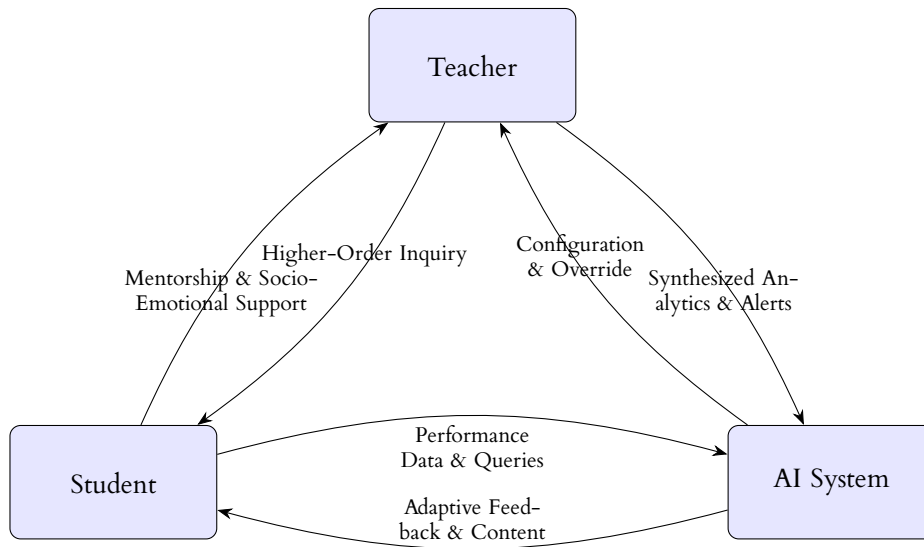 Teacher
Higher-Order Inquiry
Mentorship & Socio-
Emotional Support
Configuration
& Override
Synthesized An-
alytics & Alerts
Performance
Data & Queries
Student
AI System
Adaptive Feed-
back & Content